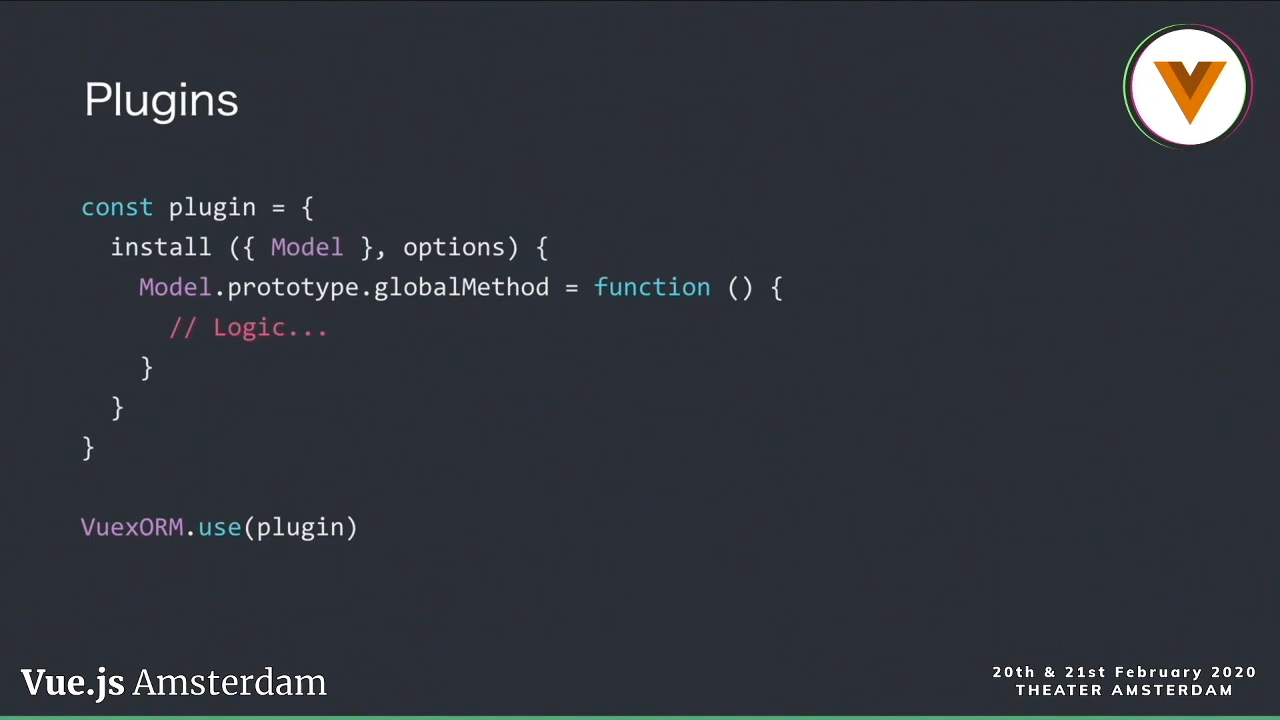 Plugins
const plugin = {
  install ({ Model }, options) {
    Model.prototype.globalMethod = function () {
      // Logic...
    }
  }
}
VuexORM.use(plugin)
Vue.js Amsterdam
20th & 21st February 2020
THEATER AMSTERDAM